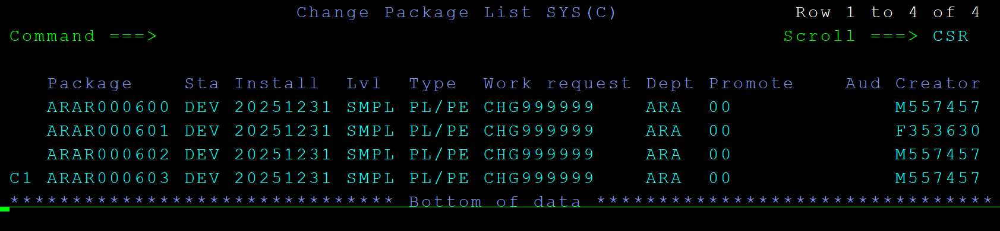 Change Package List SYS(C) Row 1 to 4 of 4
Command ===> Scroll ===> CSR
Package Sta Install Lvl Type Work request Dept Promote Aud Creator
ARAR000600 DEV 20251231 SMPL PL/PE CHG999999 ARA 00 M557457
ARAR000601 DEV 20251231 SMPL PL/PE CHG999999 ARA 00 F353630
ARAR000602 DEV 20251231 SMPL PL/PE CHG999999 ARA 00 M557457
C1 ARAR000603 DEV 20251231 SMPL PL/PE CHG999999 ARA 00 M557457
******************************* Bottom of data ********************************